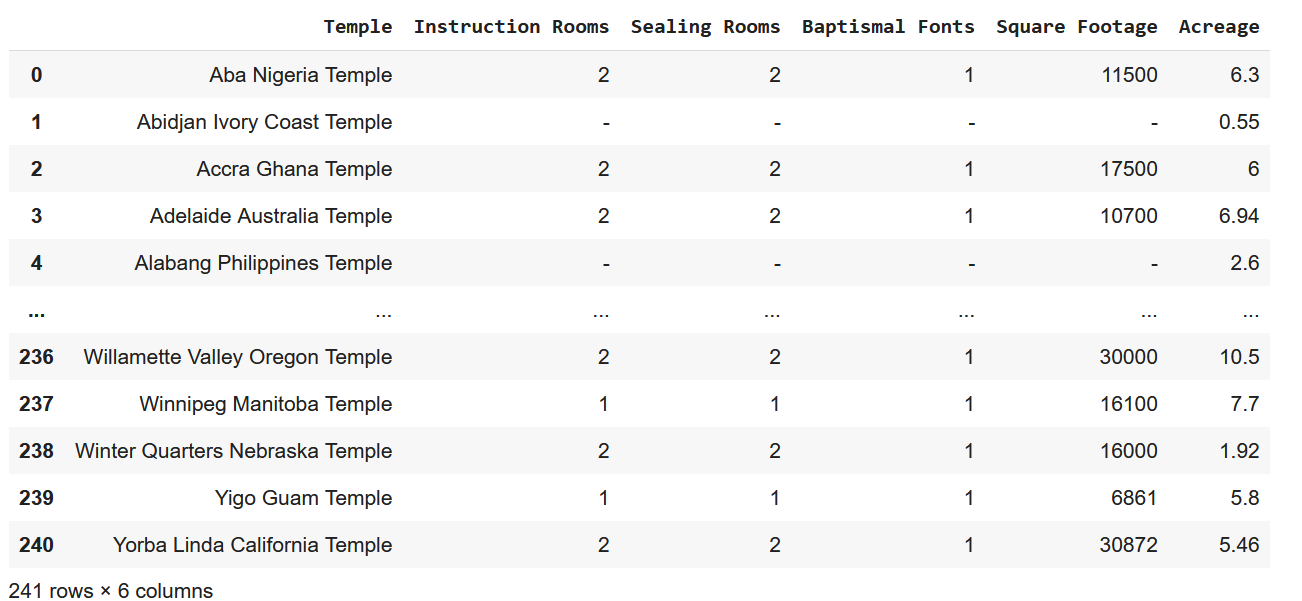 Temple Instruction Rooms Sealing Rooms Baptismal Fonts Square Footage Acreage
0 Aba Nigeria Temple 2 2 1 11500 6.3
1 Abidjan Ivory Coast Temple - - - - 0.55
2 Accra Ghana Temple 2 2 1 17500 6
3 Adelaide Australia Temple 2 2 1 10700 6.94
4 Alabang Philippines Temple - - - - 2.6
... ... ... ... ... ... ...
236 Willamette Valley Oregon Temple 2 2 1 30000 10.5
237 Winnipeg Manitoba Temple 1 1 1 16100 7.7
238 Winter Quarters Nebraska Temple 2 2 1 16000 1.92
239 Yigo Guam Temple 1 1 1 6861 5.8
240 Yorba Linda California Temple 2 2 1 30872 5.46
241 rows × 6 columns